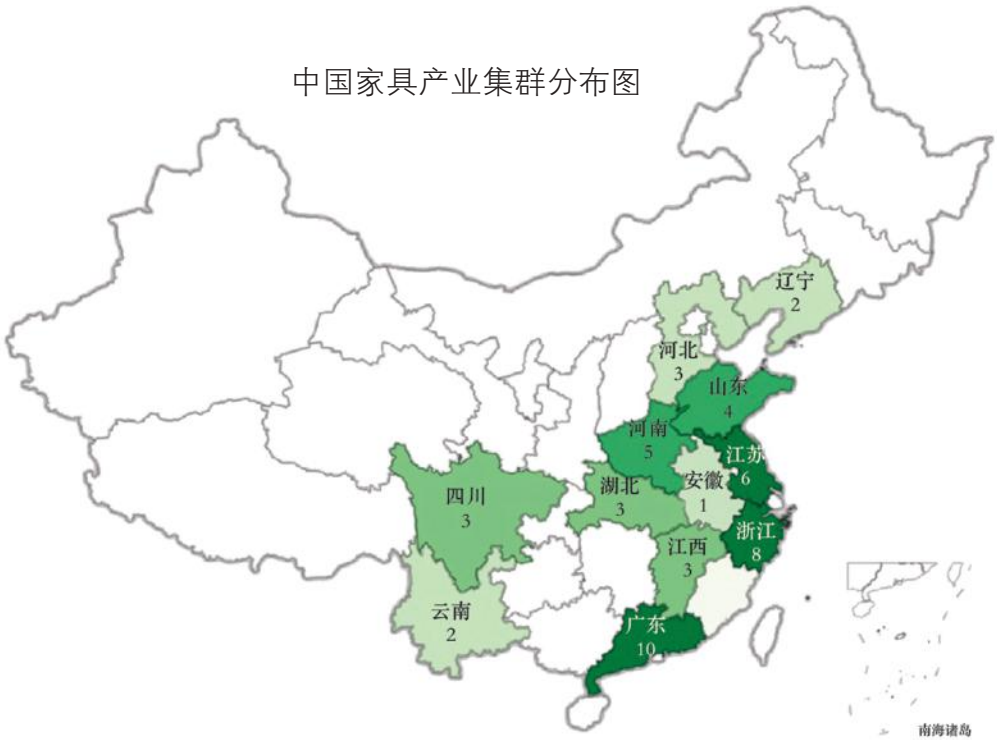 中国家具产业集群分布图
辽宁
2
河北
3
山东
4
河南
5
江苏
6
安徽
1
四川
3
湖北
3
浙江
8
江西
3
云南
2
广东
10
南海诸岛